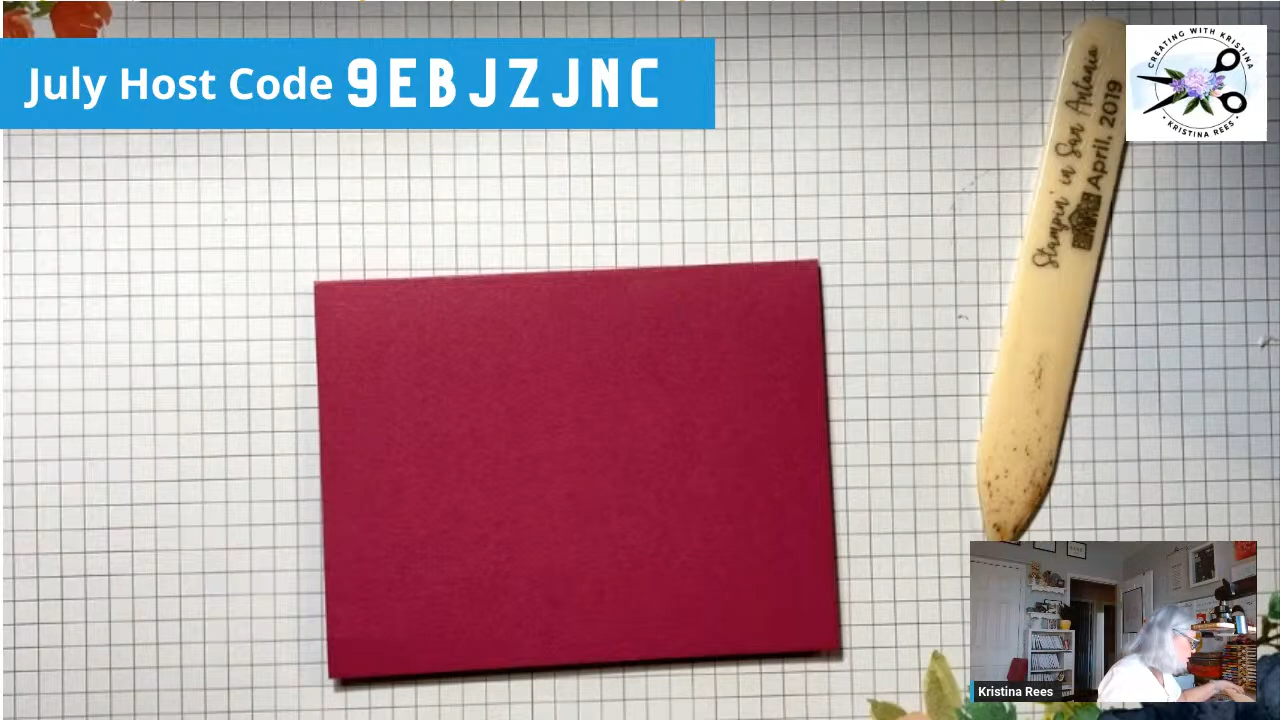 July Host Code 9EBJZJNC
CREATING WITH KRISTINA
• KRISTINA REES •
Stampin' in San Antonio
April, 2019
Kristina Rees